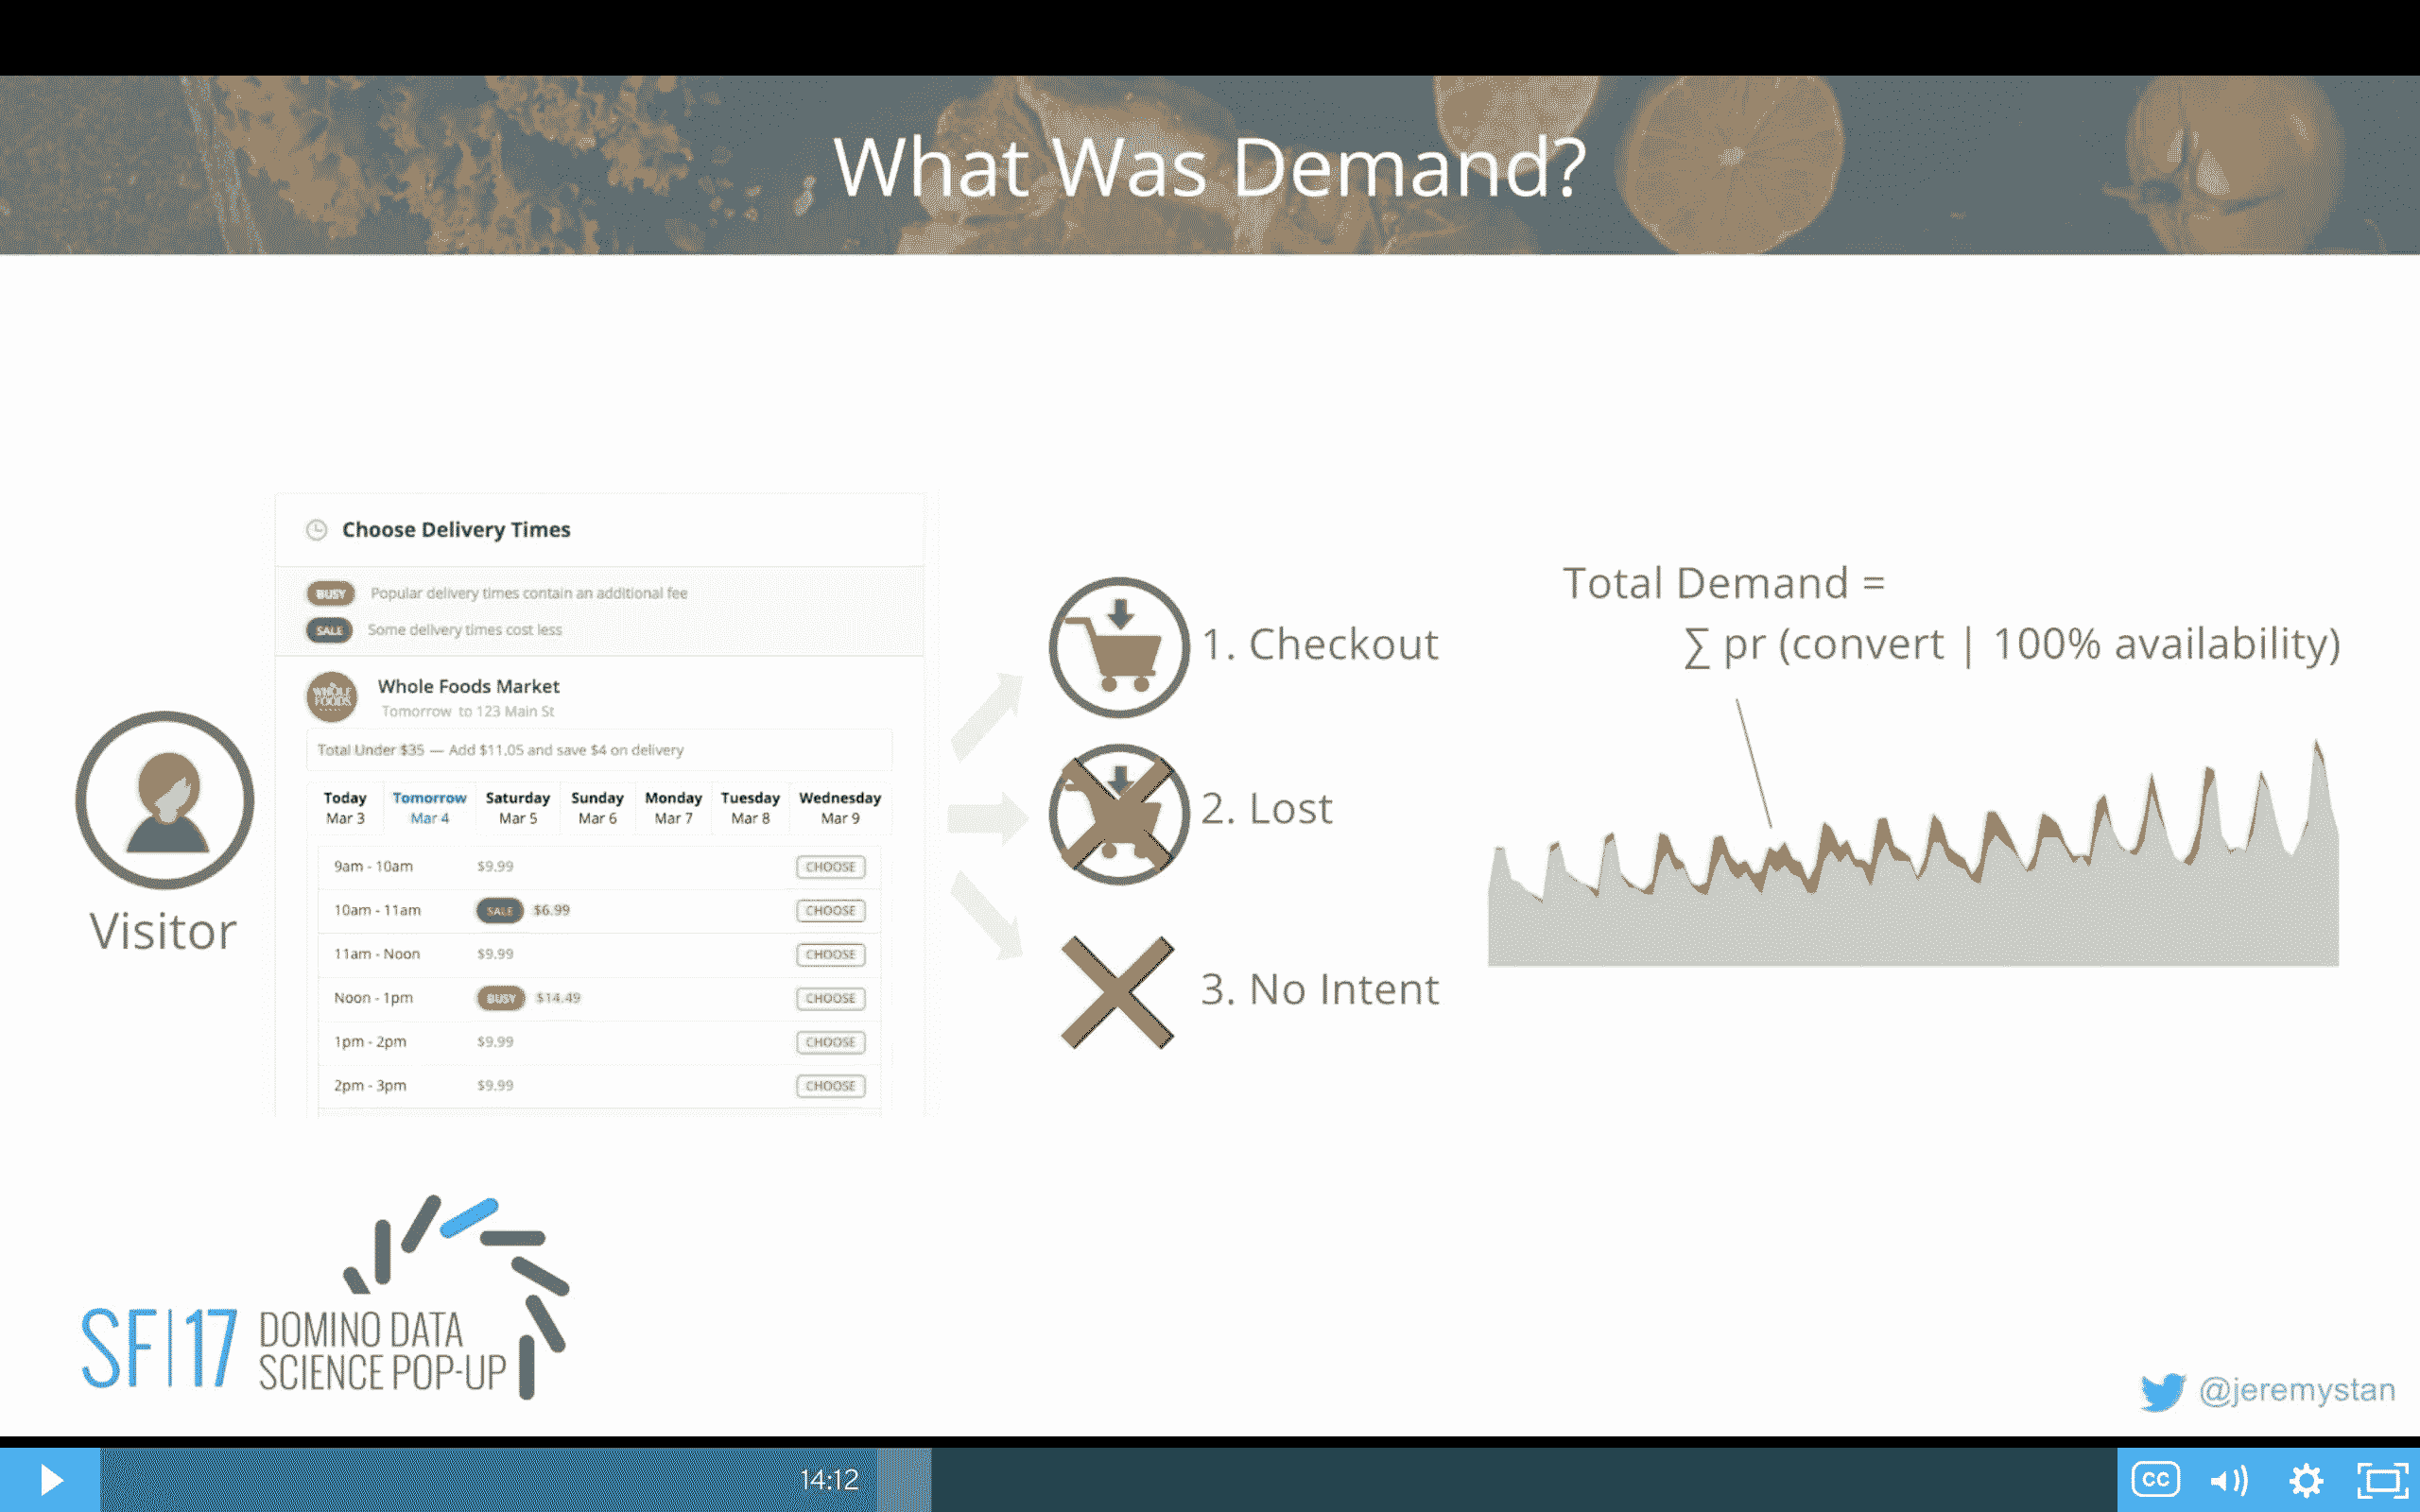 What Was Demand?
Choose Delivery Times
BUSY Popular delivery times contain an additional fee
SALE Some delivery times cost less
WHOLE FOODS
Whole Foods Market
Tomorrow to 123 Main St
Total Under $35 — Add $11.05 and save $4 on delivery
Today Tomorrow Saturday Sunday Monday Tuesday Wednesday
Mar 3 Mar 4 Mar 5 Mar 6 Mar 7 Mar 8 Mar 9
9am - 10am $9.99 CHOOSE
10am - 11am SALE $6.99 CHOOSE
11am - Noon $9.99 CHOOSE
Noon - 1pm BUSY $14.49 CHOOSE
1pm - 2pm $9.99 CHOOSE
2pm - 3pm $9.99 CHOOSE
Visitor
1. Checkout
2. Lost
3. No Intent
Total Demand =
∑ pr (convert | 100% availability)
SF|17 DOMINO DATA
SCIENCE POP-UP
@jeremystan
14:12
CC